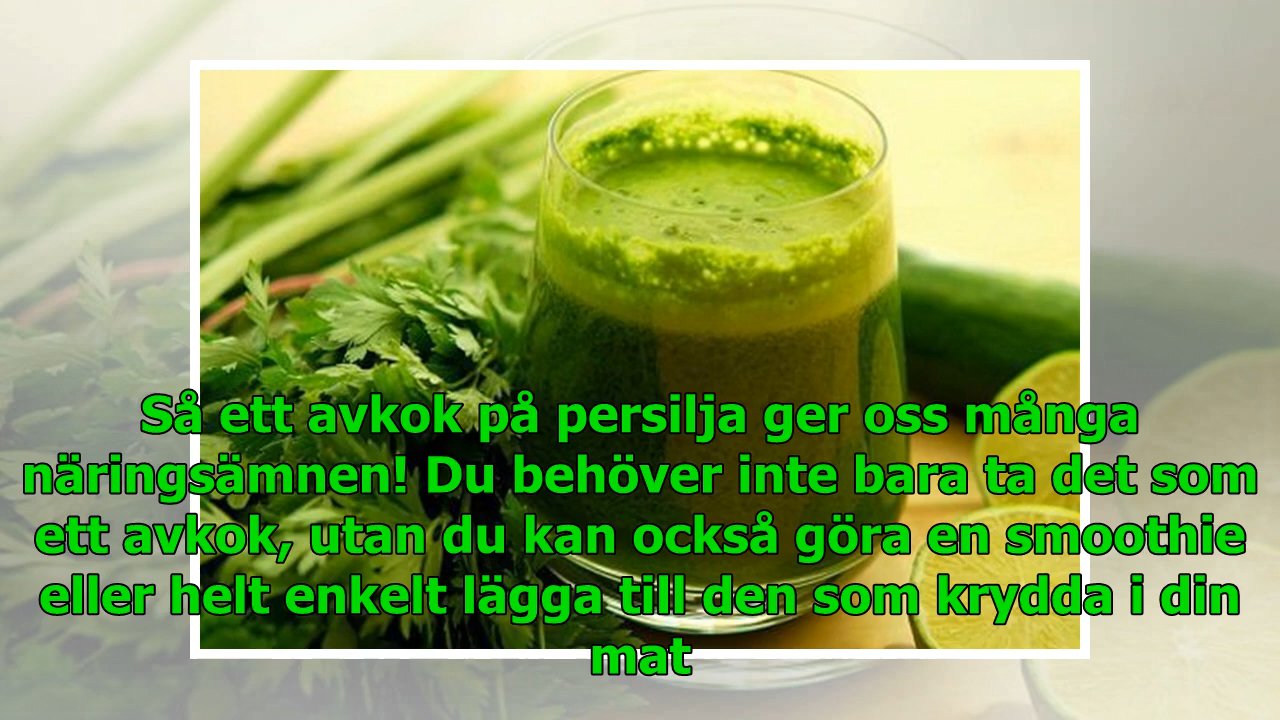 Så ett avkok på persilja ger oss många
näringsämnen! Du behöver inte bara ta det som
ett avkok, utan du kan också göra en smoothie
eller helt enkelt lägga till den som krydda i din
mat